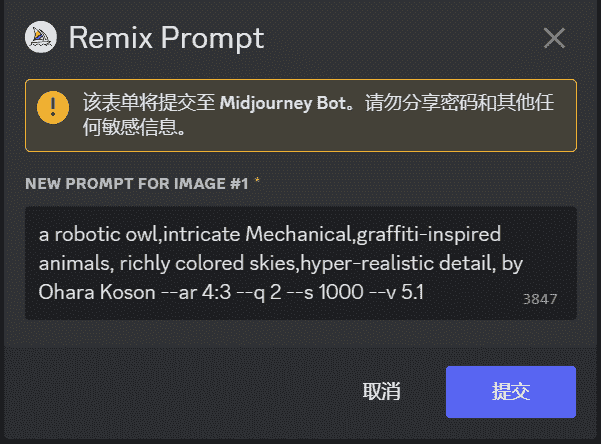 Remix Prompt
该表单将提交至 Midjourney Bot。请勿分享密码和其他任
何敏感信息。
NEW PROMPT FOR IMAGE #1 *
a robotic owl,intricate Mechanical,graffiti-inspired
animals, richly colored skies,hyper-realistic detail, by
Ohara Koson --ar 4:3 --q 2 --s 1000 --v 5.1
3847
取消
提交